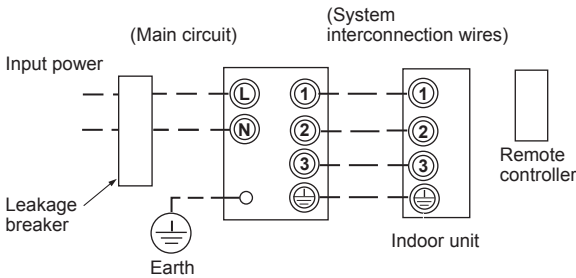 (Main circuit)
(System
interconnection wires)
Input power
L
N
1
2
3
1
2
3
Remote
controller
Leakage
breaker
Earth
Indoor unit